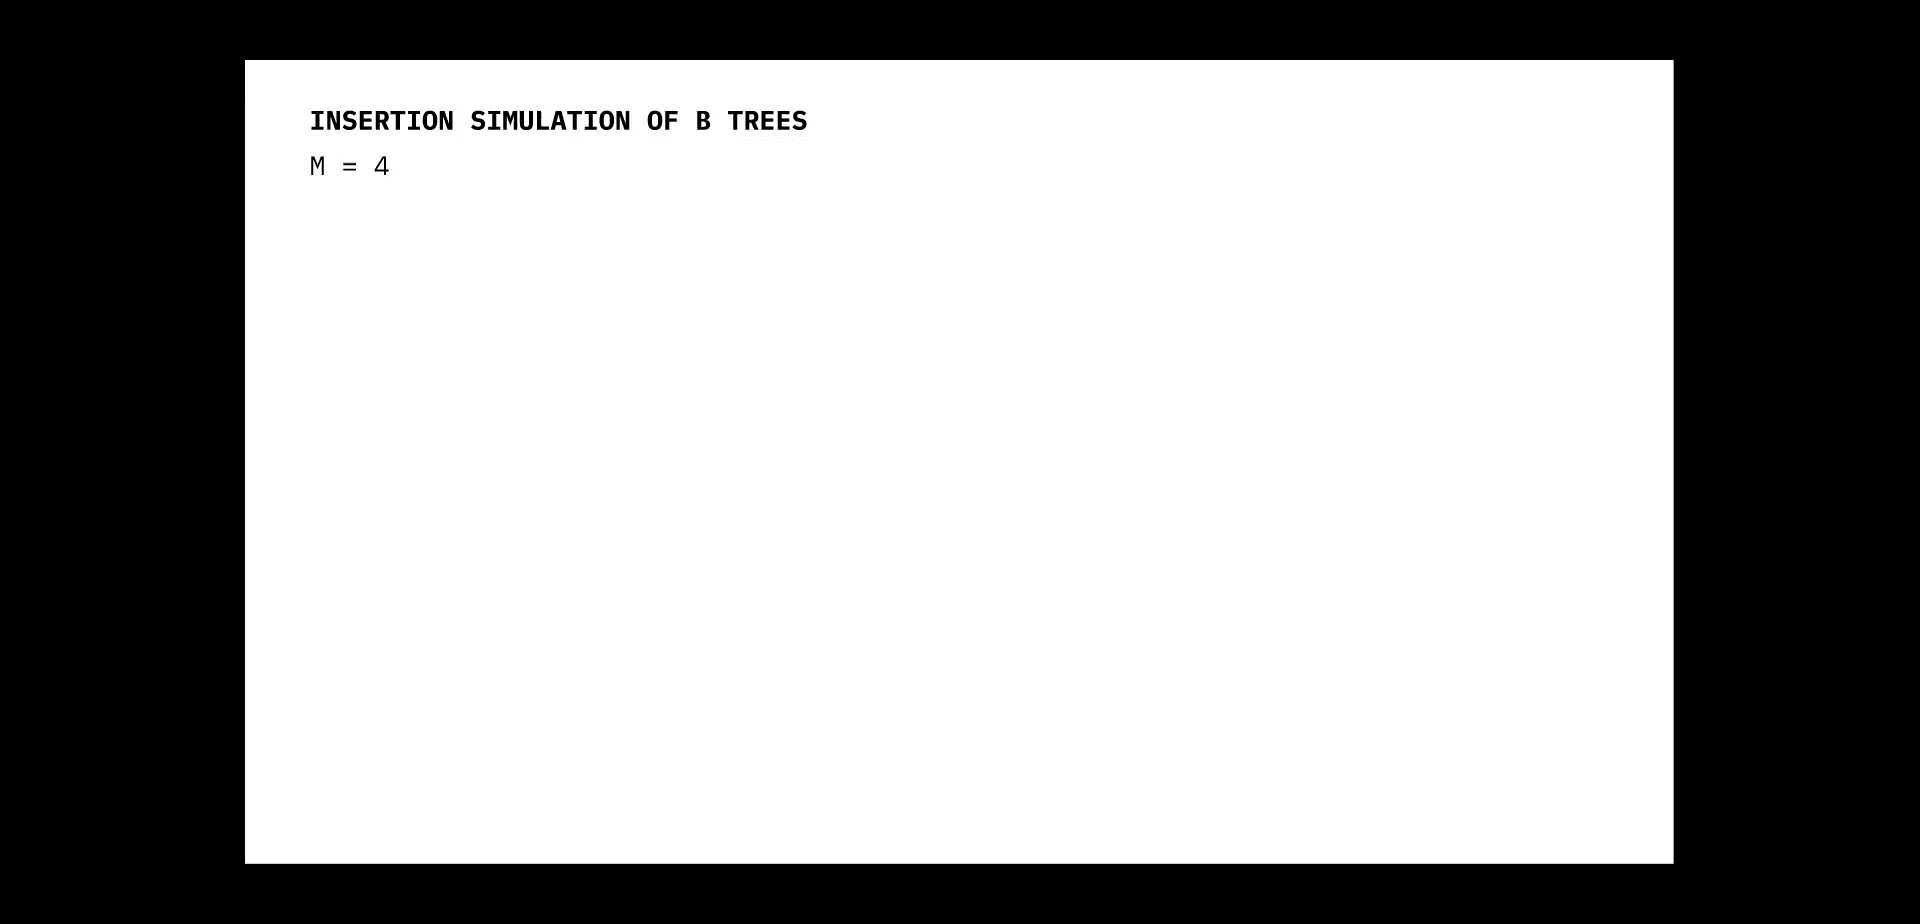 INSERTION SIMULATION OF B TREES
M = 4